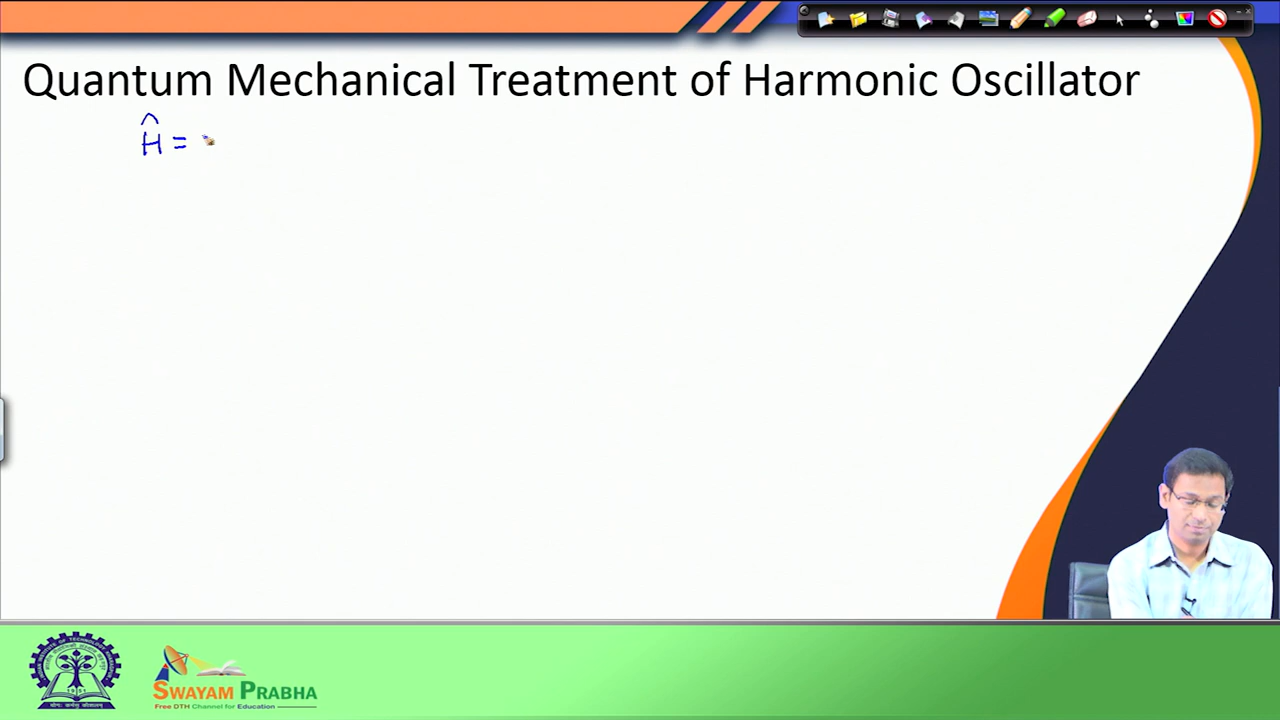 Quantum Mechanical Treatment of Harmonic Oscillator
Ĥ =
SWAYAM PRABHA
Free DTH Channel for Education